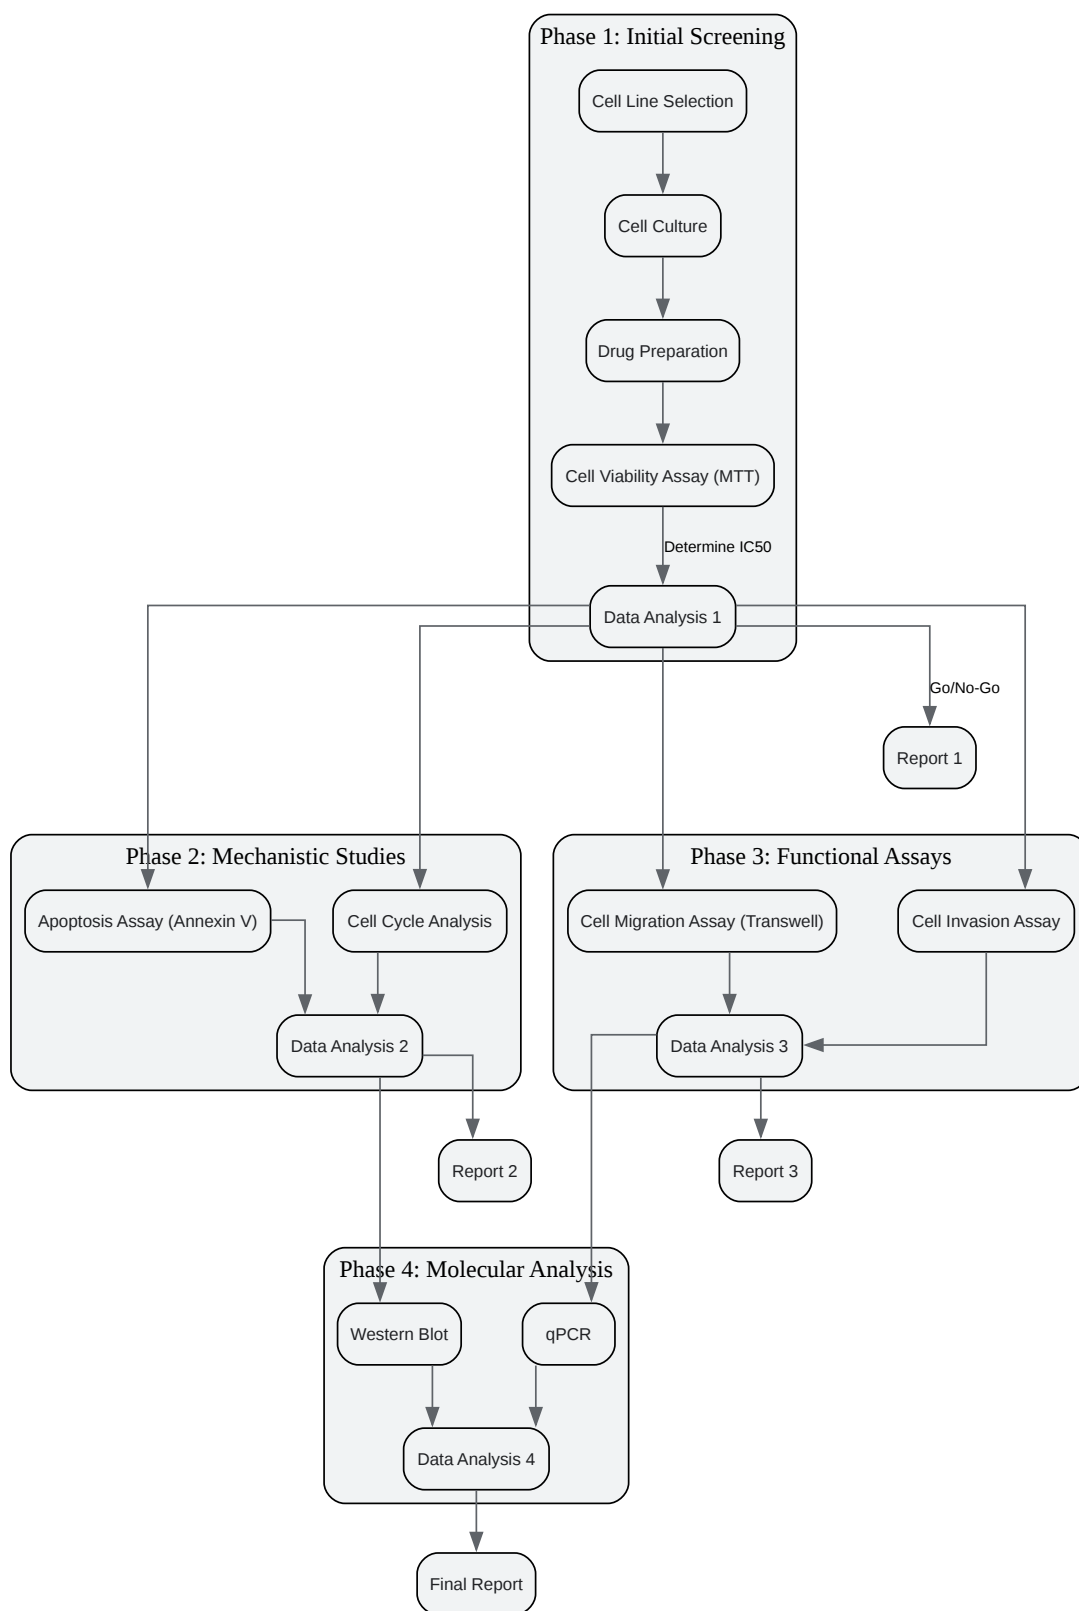 Phase 1: Initial Screening
Cell Line Selection
Cell Culture
Drug Preparation
Cell Viability Assay (MTT)
Determine IC50
Data Analysis 1
Go/No-Go
Report 1
Phase 2: Mechanistic Studies
Phase 3: Functional Assays
Apoptosis Assay (Annexin V)
Cell Cycle Analysis
Cell Migration Assay (Transwell)
Cell Invasion Assay
Data Analysis 2
Data Analysis 3
Report 2
Report 3
Phase 4: Molecular Analysis
Western Blot
qPCR
Data Analysis 4
Final Report